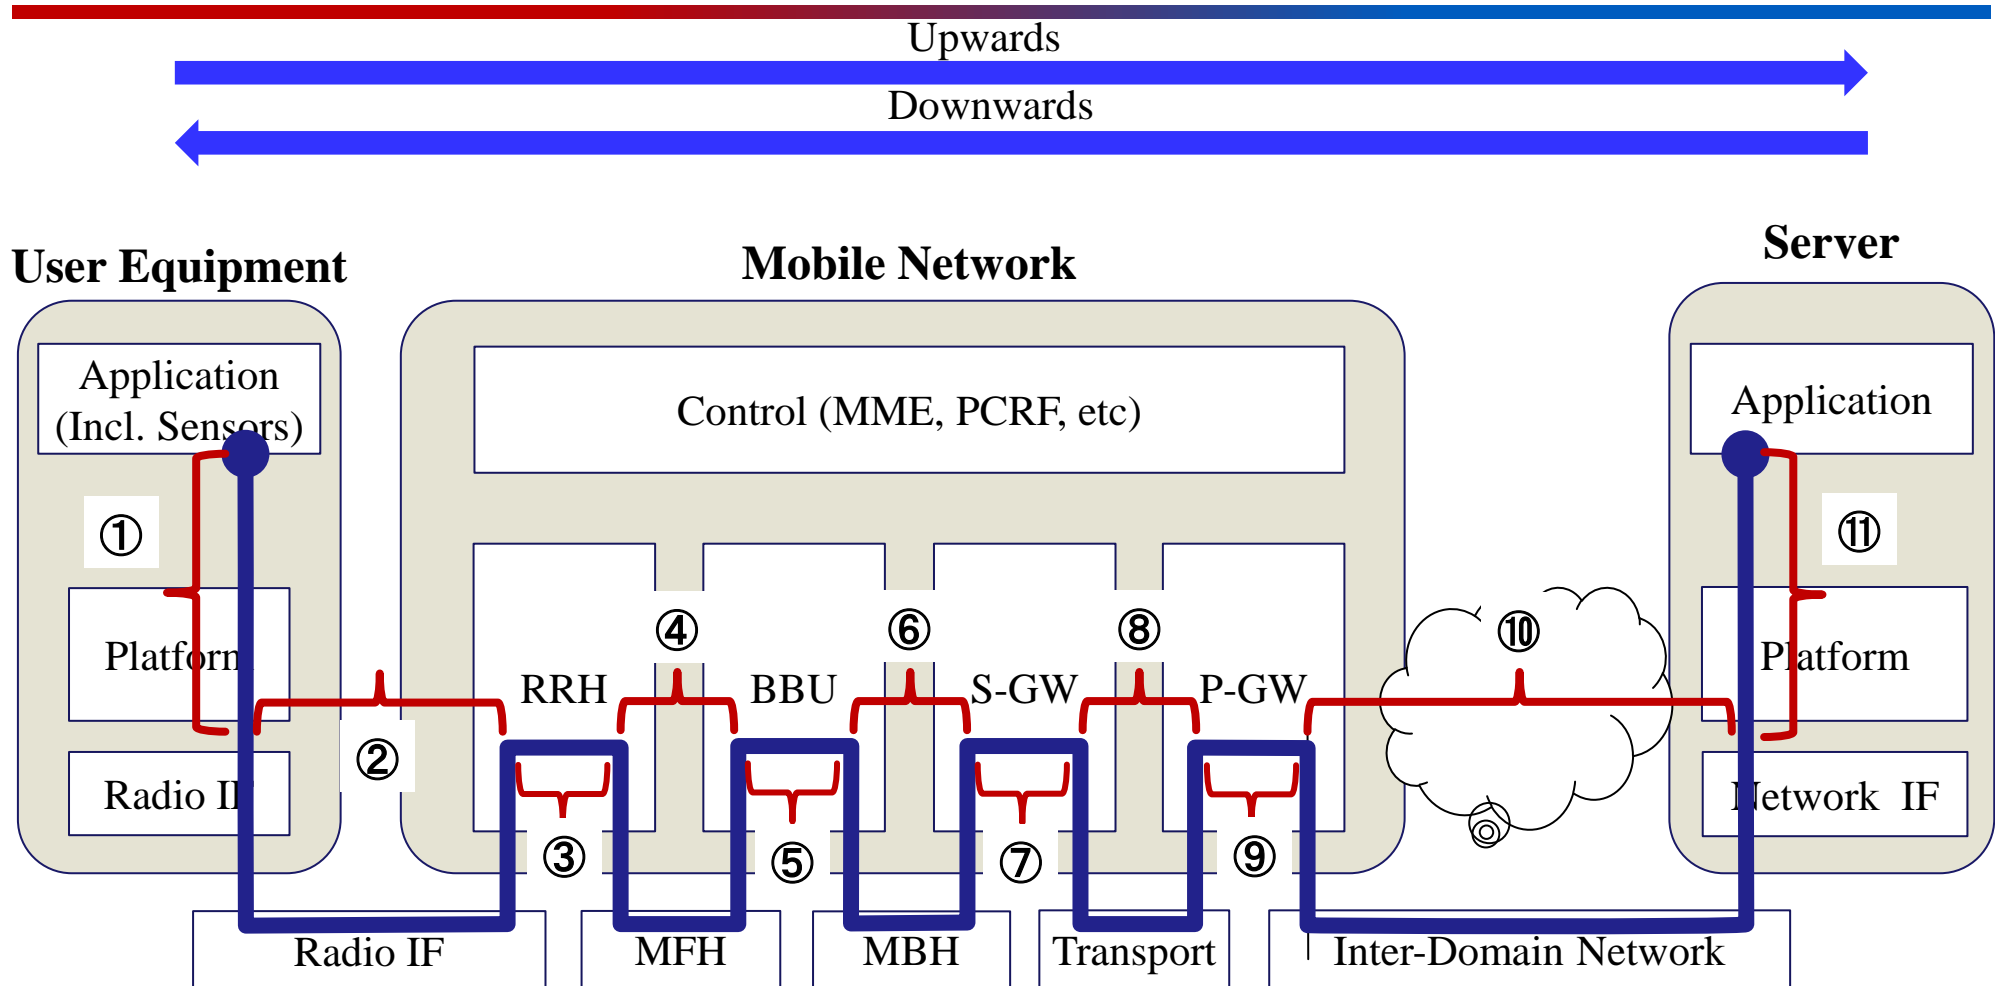 Upwards
Downwards
User Equipment
Mobile Network
Server
Application
(Incl. Sensors)
Control (MME, PCRF, etc)
Application
①
⑪
④
⑥
⑧
⑩
Platform
RRH
BBU
S-GW
P-GW
Platform
②
Radio IF
Network IF
③
⑤
⑦
⑨
Radio IF
MFH
MBH
Transport
Inter-Domain Network